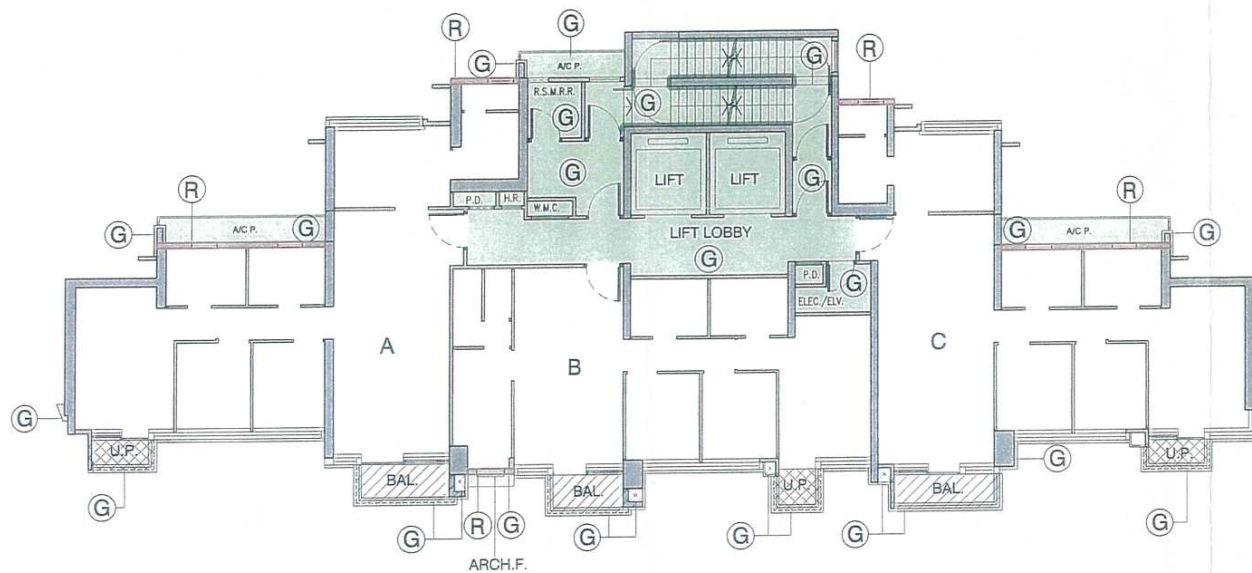 G
R
R
G
A/C P.
G
R.S.M.R.R.
G
G
LIFT
LIFT
G
G
R
P.D.
H.R.
W.M.C.
R
G
A/C P.
G
LIFT LOBBY
G
G
A/C P.
G
P.D.
G
ELEC./ELV.
A
B
C
G
U.P.
BAL.
BAL.
U.P.
BAL.
G
U.P.
G
G
R
G
G
G
G
G
ARCH.F.